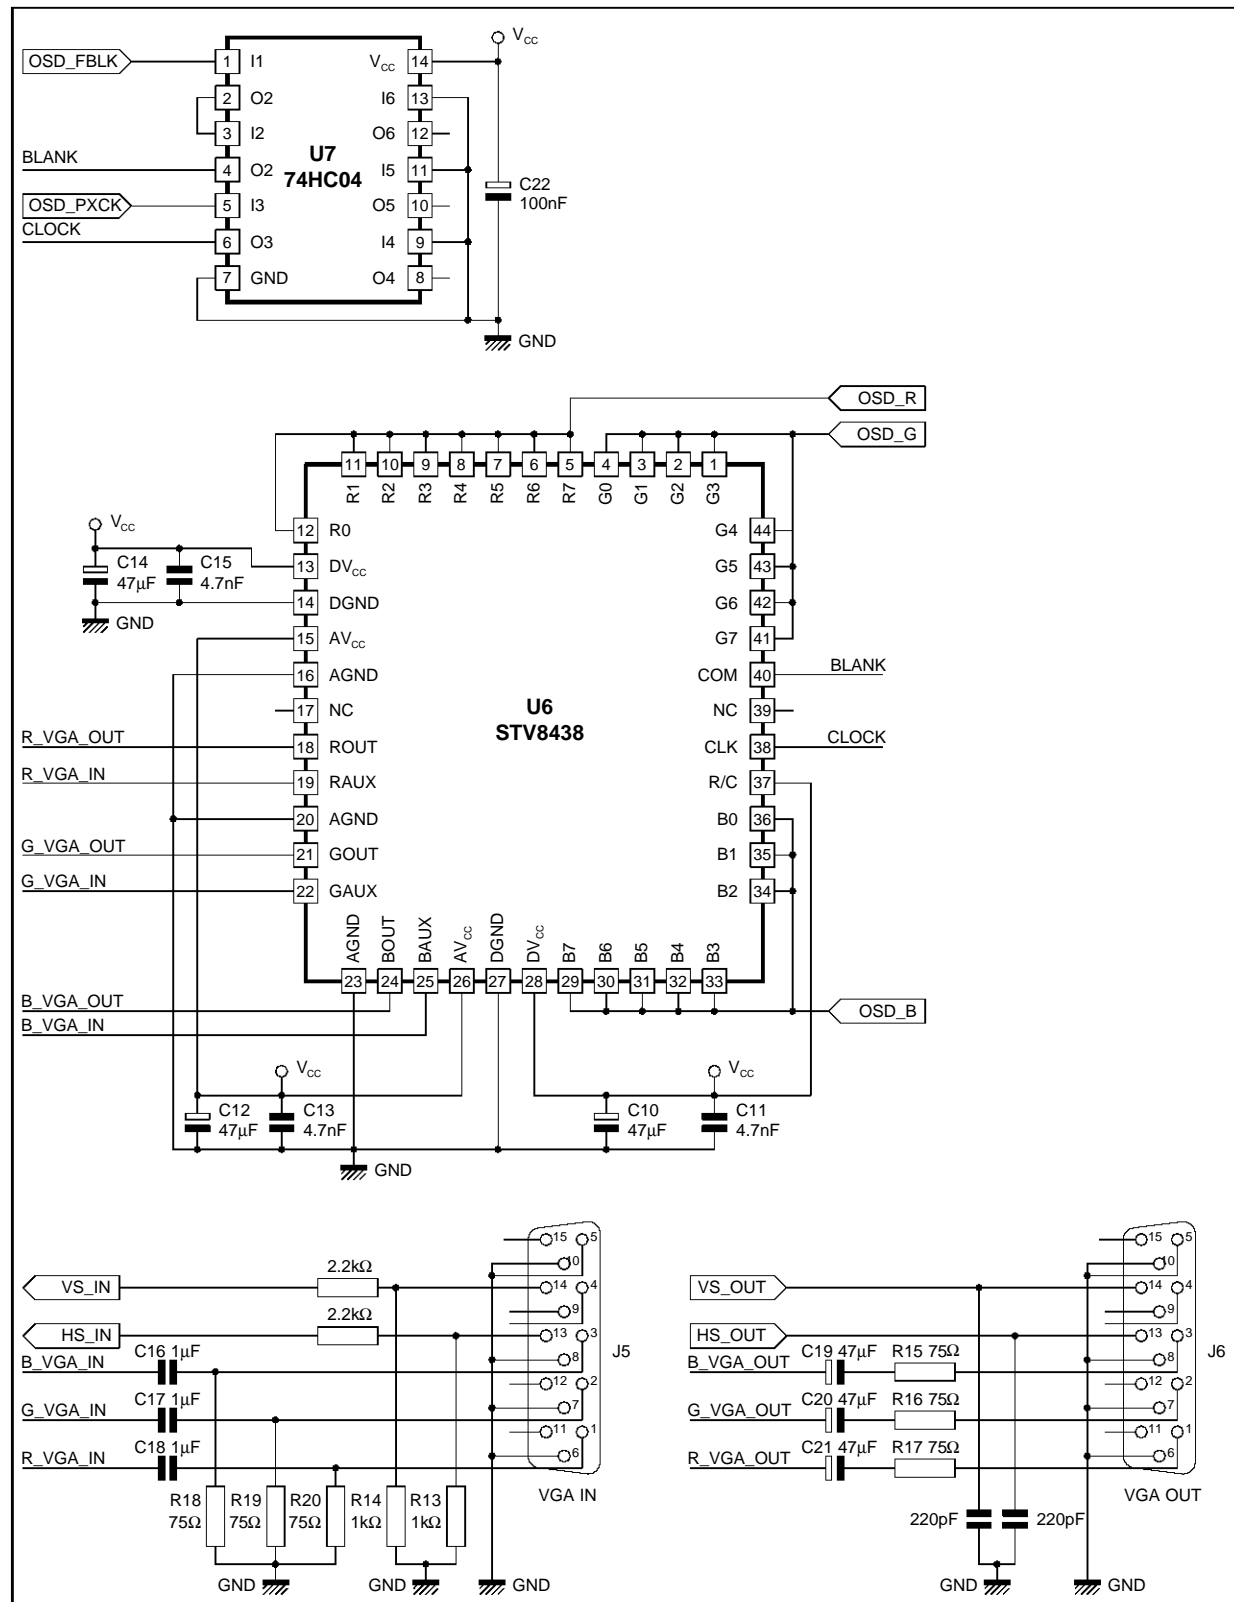 VCC
OSD_FBLK 1 I1 VCC 14
2 O2 I6 13
3 I2 O6 12
U7
74HC04
BLANK 4 O2 I5 11
C22
100nF
OSD_PXCK 5 I3 O5 10
CLOCK 6 O3 I4 9
7 GND O4 8
GND
OSD_R
OSD_G
11 10 9 8 7 6 5 4 3 2 1
R1 R2 R3 R4 R5 R6 R7 G0 G1 G2 G3
VCC
12 R0 G4 44
C14 47µF
C15 4.7nF
13 DVCC G5 43
14 DGND G6 42
GND
15 AVCC G7 41
16 AGND COM 40 BLANK
U6
STV8438
17 NC NC 39
R_VGA_OUT 18 ROUT CLK 38 CLOCK
R_VGA_IN 19 RAUX R/C 37
20 AGND B0 36
G_VGA_OUT 21 GOUT B1 35
G_VGA_IN 22 GAUX B2 34
AGND BOUT BAUX AVCC DGND DVCC B7 B6 B5 B4 B3
23 24 25 26 27 28 29 30 31 32 33
B_VGA_OUT
OSD_B
B_VGA_IN
VCC
VCC
C12 47µF
C13 4.7nF
C10 47µF
C11 4.7nF
GND
15 5
10
VS_IN 2.2kΩ 14 4
9
HS_IN 2.2kΩ 13 3
J5
B_VGA_IN C16 1µF 8
12 2
G_VGA_IN C17 1µF 7
11 1
R_VGA_IN C18 1µF 6
VGA IN
R18 75Ω
R19 75Ω
R20 75Ω
R14 1kΩ
R13 1kΩ
GND GND GND
15 5
10
VS_OUT 14 4
9
HS_OUT 13 3
J6
B_VGA_OUT C19 47µF R15 75Ω 8
12 2
G_VGA_OUT C20 47µF R16 75Ω 7
11 1
R_VGA_OUT C21 47µF R17 75Ω 6
VGA OUT
220pF 220pF
GND GND